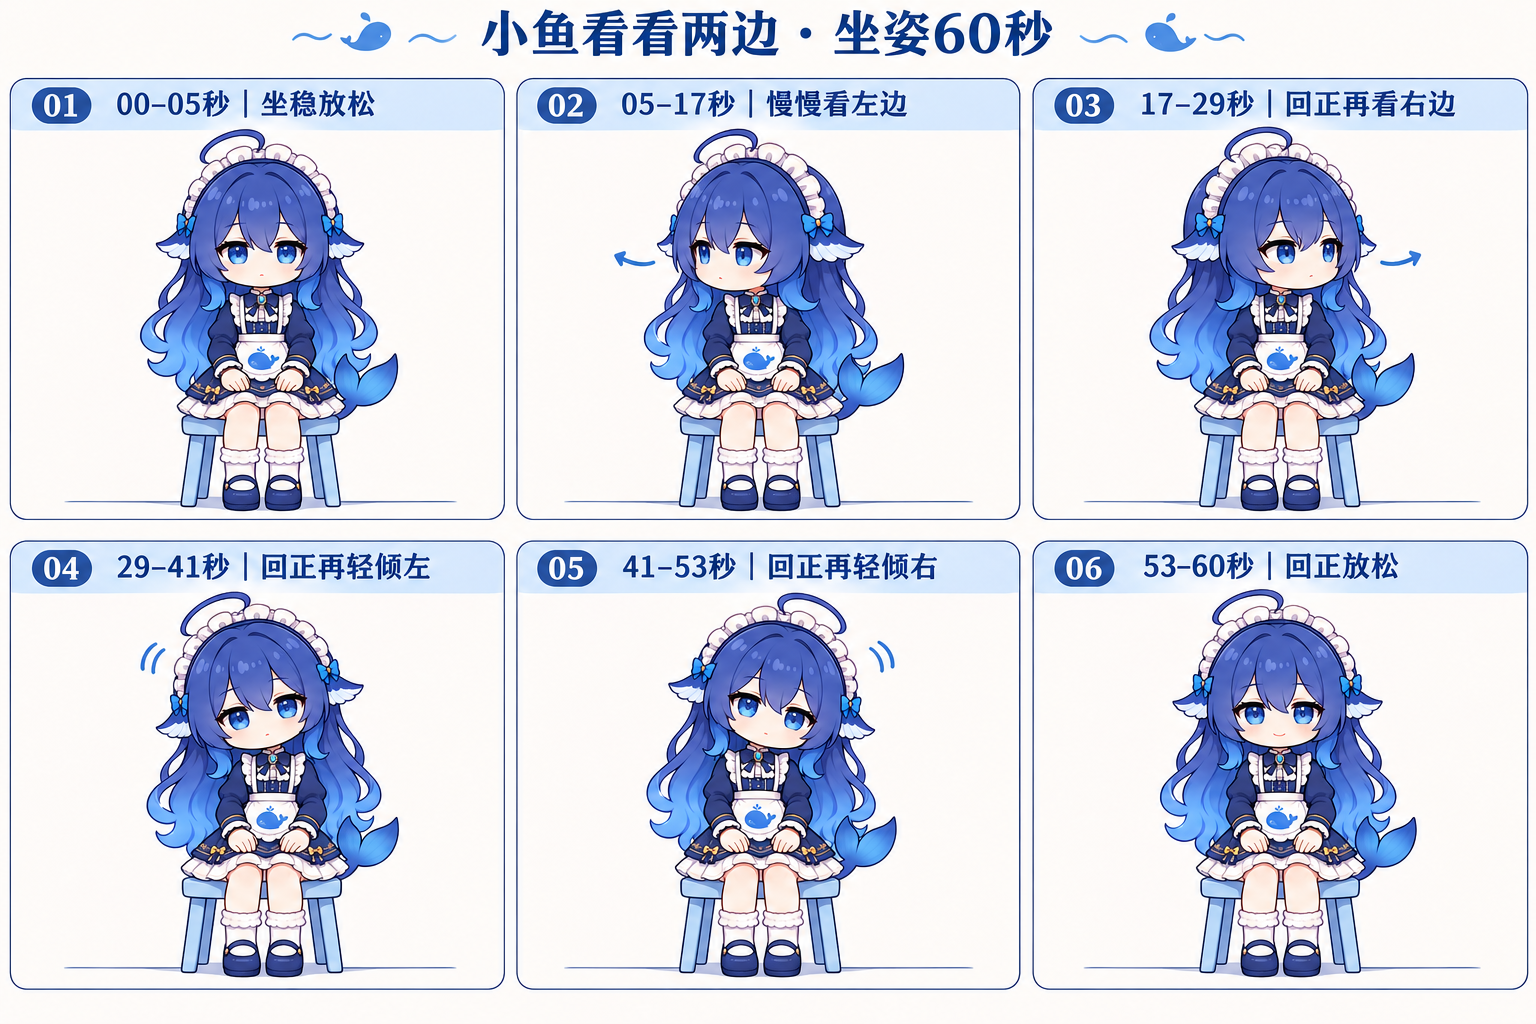 小鱼看看两边·坐姿60秒
01 00–05秒｜坐稳放松
02 05–17秒｜慢慢看左边
03 17–29秒｜回正再看右边
04 29–41秒｜回正再轻倾左
05 41–53秒｜回正再轻倾右
06 53–60秒｜回正放松